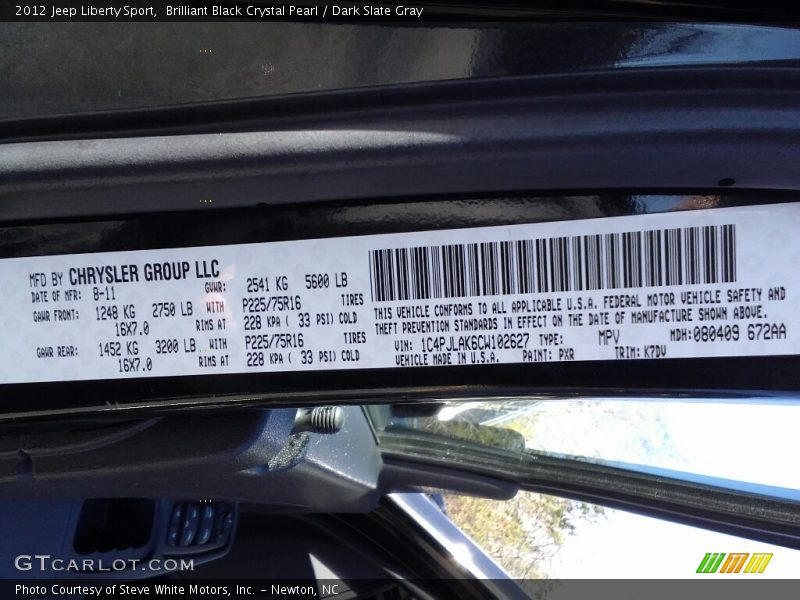 2012 Jeep Liberty Sport, Brilliant Black Crystal Pearl / Dark Slate Gray
MFD BY CHRYSLER GROUP LLC
DATE OF MFR: 8-11 GVWR: 2541 KG 5600 LB
GAWR FRONT: 1248 KG 2750 LB WITH P225/75R16 TIRES
16X7.0 RIMS AT 228 KPA ( 33 PSI) COLD
GAWR REAR: 1452 KG 3200 LB WITH P225/75R16 TIRES
16X7.0 RIMS AT 228 KPA ( 33 PSI) COLD
THIS VEHICLE CONFORMS TO ALL APPLICABLE U.S.A. FEDERAL MOTOR VEHICLE SAFETY AND
THEFT PREVENTION STANDARDS IN EFFECT ON THE DATE OF MANUFACTURE SHOWN ABOVE.
VIN: 1C4PJLAK6CW102627 TYPE: MPV MDH:080409 672AA
VEHICLE MADE IN U.S.A. PAINT: PXR TRIM: K7DV
GTCARLOT.COM
Photo Courtesy of Steve White Motors, Inc. - Newton, NC